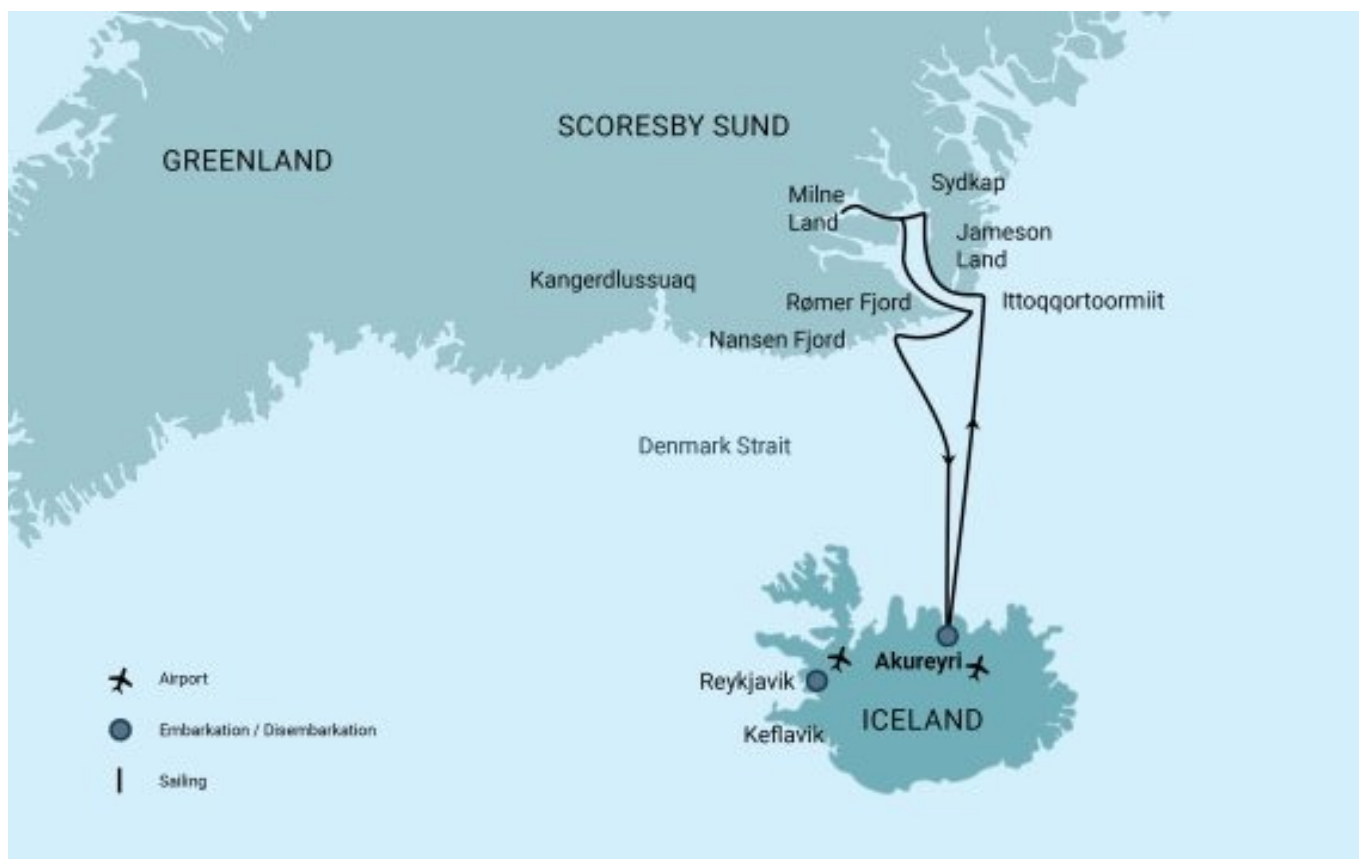 SCORESBY SUND
GREENLAND
Sydkap
Milne
Land
Jameson
Land
Kangerdlussuaq
Rømer Fjord
Ittoqqortoormiit
Nansen Fjord
Denmark Strait
Akureyri
Reykjavik
ICELAND
Keflavik
Airport
Embarkation / Disembarkation
Sailing